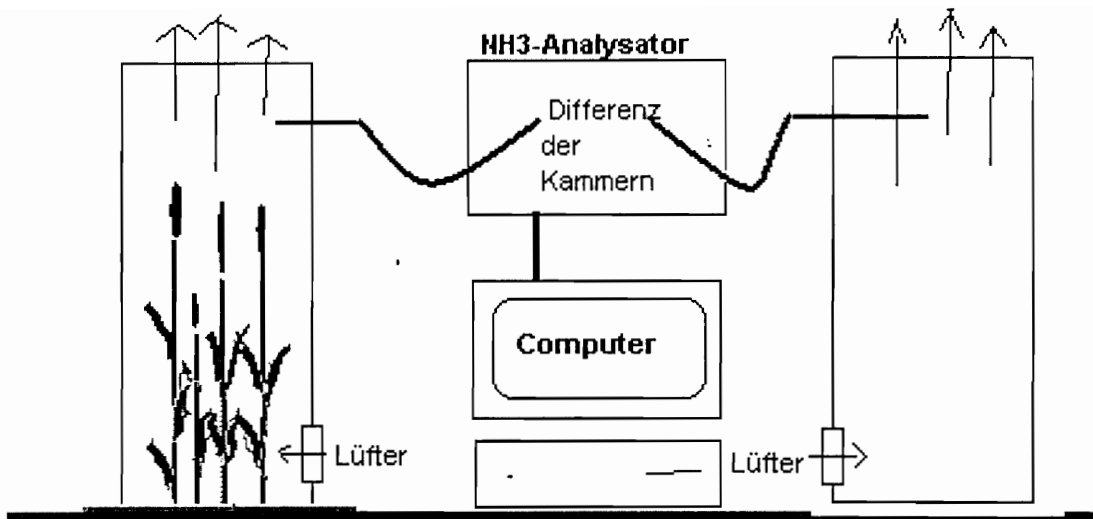 NH3-Analysator
Differenz
der
Kammern
Computer
Lüfter
Lüfter